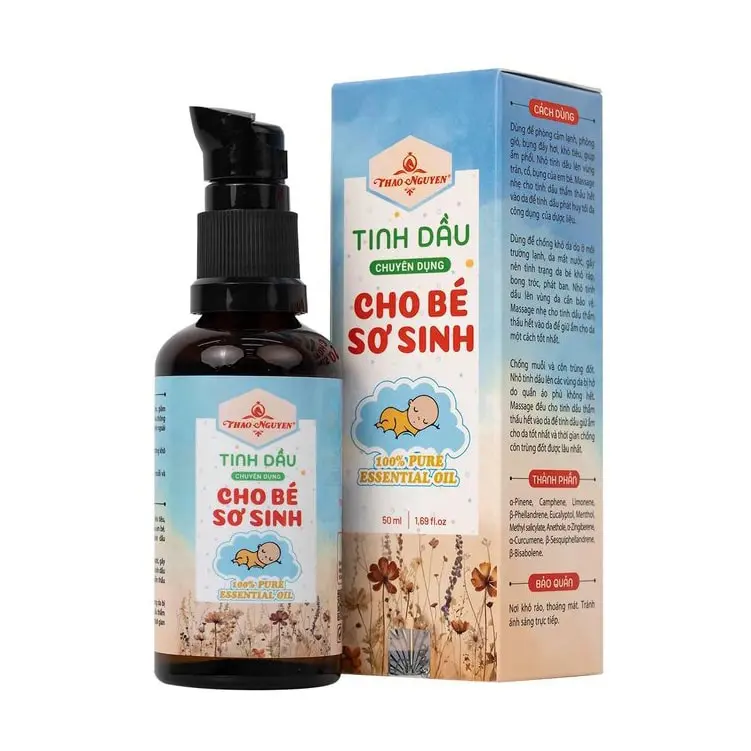 THAO NGUYEN®
TINH DẦU
CHUYÊN DỤNG
CHO BÉ
SƠ SINH
100% PURE
ESSENTIAL OIL
50 ml | 1,69 fl.oz
CÁCH DÙNG
Dùng để phòng cảm lạnh, phòng
gió, bụng đầy hơi, khó tiêu, giúp
ấm phổi. Nhỏ tinh dầu lên vùng
trán, cổ, bụng của em bé. Massage
nhẹ cho tinh dầu thẩm thấu hết
vào da để tinh dầu phát huy tối đa
công dụng của dược liệu.
Dùng để chống khô da do ở môi
trường lạnh, da mất nước, gây
nên tình trạng da bé khô ráp,
bong tróc, phát ban. Nhỏ tinh
dầu lên vùng da cần bảo vệ.
Massage nhẹ cho tinh dầu thẩm
thấu hết vào da để giữ ẩm cho da
một cách tốt nhất.
Chống muỗi và côn trùng đốt.
Nhỏ tinh dầu lên các vùng da bị hở
do quần áo phủ không hết.
Massage đều cho tinh dầu thẩm
thấu hết vào da để tinh dầu giữ ấm
cho da tốt nhất và thời gian chống
côn trùng đốt được lâu nhất.
THÀNH PHẦN
α-Pinene, Camphene, Limonene,
β-Phellandrene, Eucalyptol, Menthol,
Methyl salicylate, Anethole, α-Zingiberene,
α-Curcumene, β-Sesquiphellandrene,
β-Bisabolene.
BẢO QUẢN
Nơi khô ráo, thoáng mát. Tránh
ánh sáng trực tiếp.
THAO NGUYEN®
TINH DẦU
CHUYÊN DỤNG
CHO BÉ
SƠ SINH
100% PURE
ESSENTIAL OIL